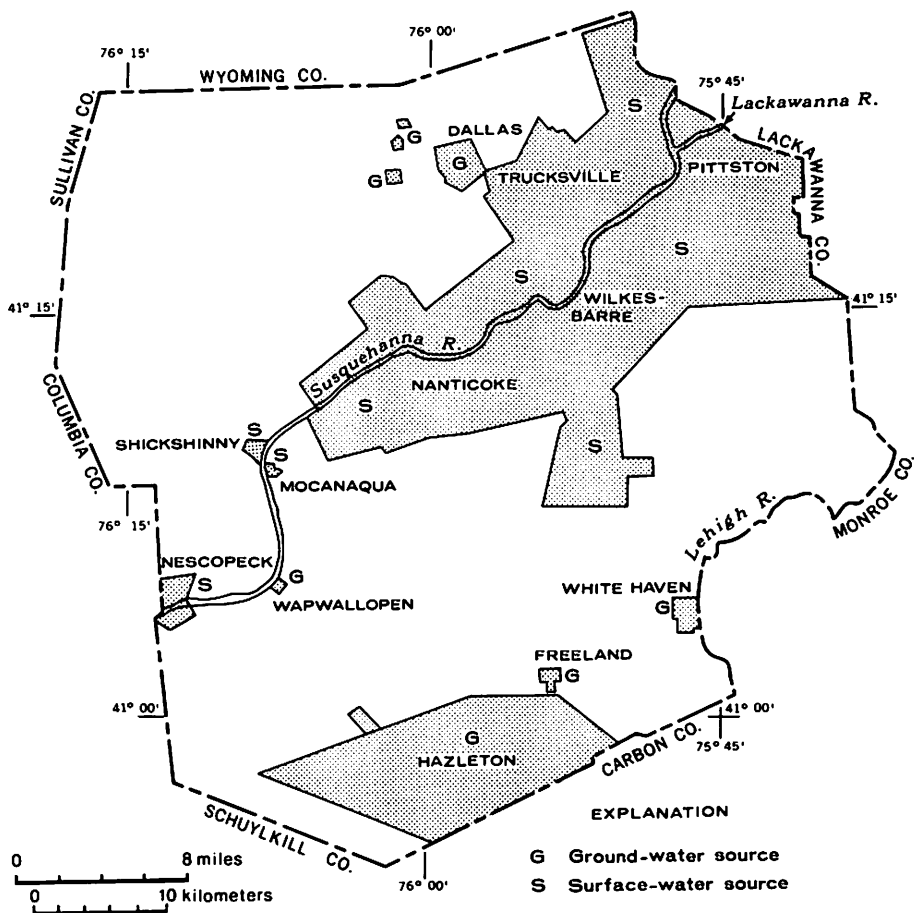 76° 15'
76° 00'
WYOMING CO.
75° 45'
Lackawanna R.
SULLIVAN CO.
S
DALLAS
G
G
G
LACKAWANNA CO.
TRUCKSVILLE
PITTSTON
S
S
41° 15'
41° 15'
WILKES-
BARRE
Susquehanna R.
NANTICOKE
COLUMBIA CO.
S
SHICKSHINNY
S
S
S
MOCANAQUA
MONROE CO.
76° 15'
Lehigh R.
NESCOPECK
S
G
WAPWALLOPEN
WHITE HAVEN
G
FREELAND
G
41° 00'
41° 00'
75° 45'
G
HAZLETON
CARBON CO.
SCHUYLKILL CO.
EXPLANATION
0 8 miles
0 10 kilometers
76° 00'
G Ground-water source
S Surface-water source